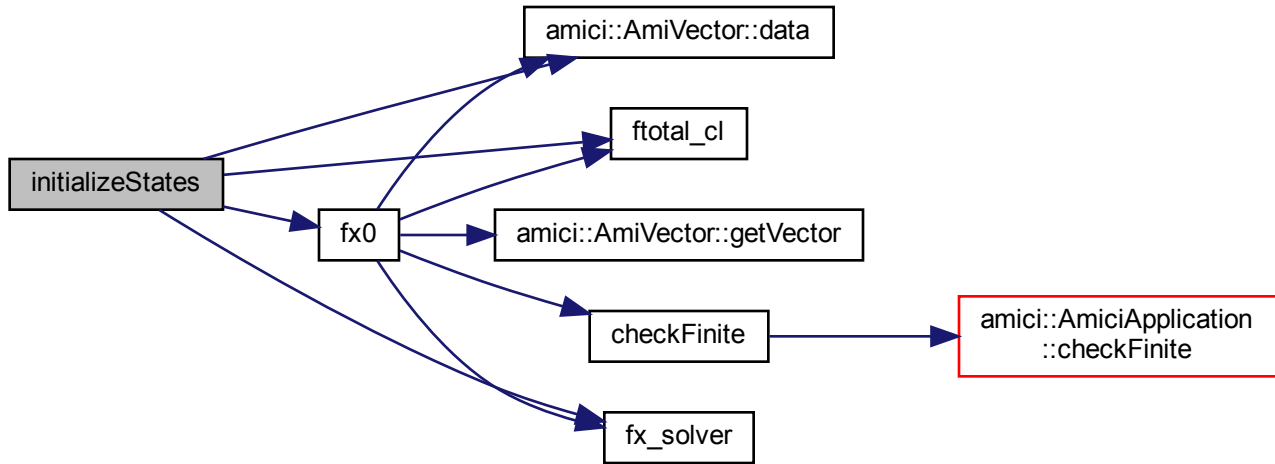 amici::AmiVector::data
ftotal_cl
initializeStates
fx0
amici::AmiVector::getVector
checkFinite
amici::AmiciApplication
::checkFinite
fx_solver